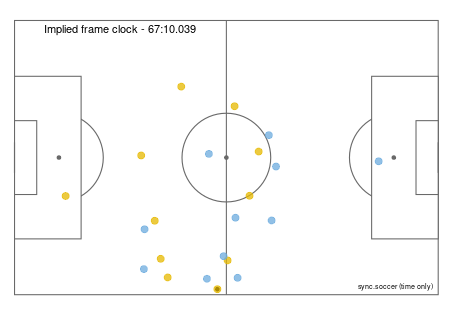 Implied frame clock - 67:10.039
sync.soccer (time only)